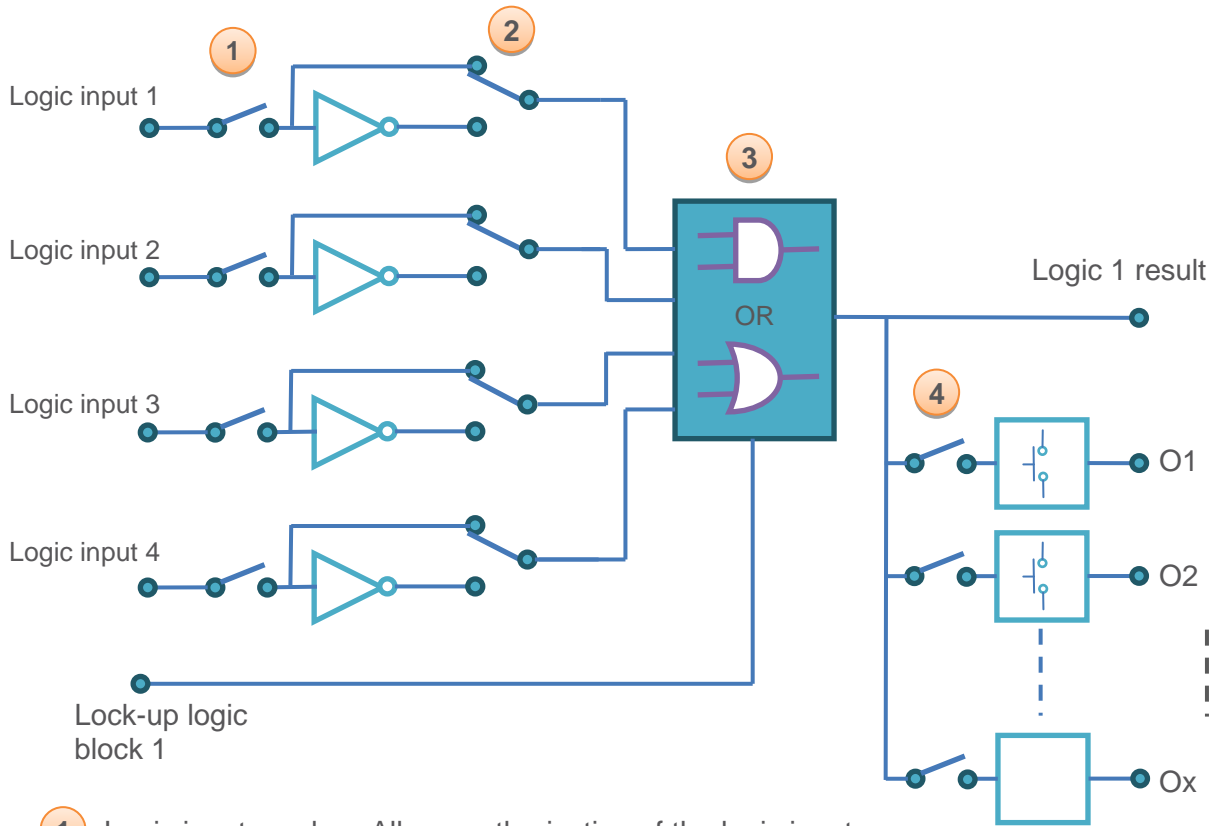 1
2
Logic input 1
3
Logic input 2
Logic 1 result
OR
Logic input 3
4
O1
Logic input 4
O2
Lock-up logic
block 1
Ox
1